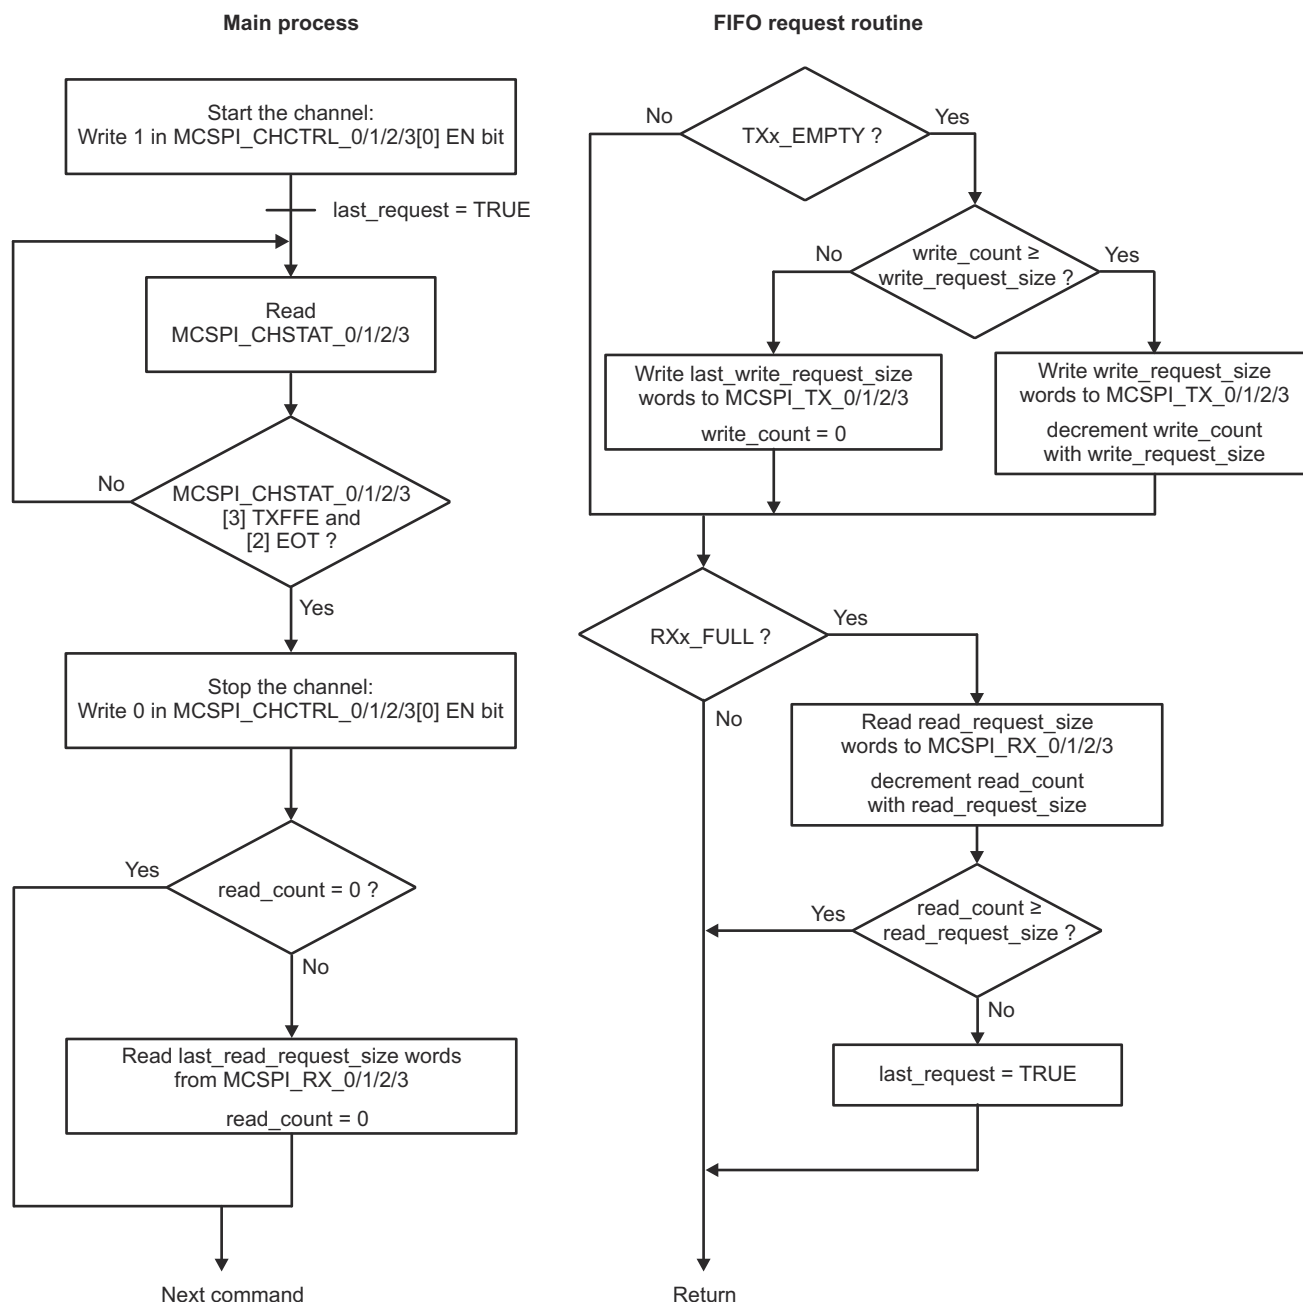 Main process
Start the channel:
Write 1 in MCSPI_CHCTRL_0/1/2/3[0] EN bit
last_request = TRUE
Read
MCSPI_CHSTAT_0/1/2/3
No
MCSPI_CHSTAT_0/1/2/3
[3] TXFFE and
[2] EOT ?
Yes
Stop the channel:
Write 0 in MCSPI_CHCTRL_0/1/2/3[0] EN bit
Yes
read_count = 0 ?
No
Read last_read_request_size words
from MCSPI_RX_0/1/2/3
read_count = 0
Next command
FIFO request routine
No
Yes
TXx_EMPTY ?
No
write_count ≥
write_request_size ?
Yes
Write last_write_request_size
words to MCSPI_TX_0/1/2/3
write_count = 0
Write write_request_size
words to MCSPI_TX_0/1/2/3
decrement write_count
with write_request_size
RXx_FULL ?
Yes
No
Read read_request_size
words to MCSPI_RX_0/1/2/3
decrement read_count
with read_request_size
Yes
read_count ≥
read_request_size ?
No
last_request = TRUE
Return